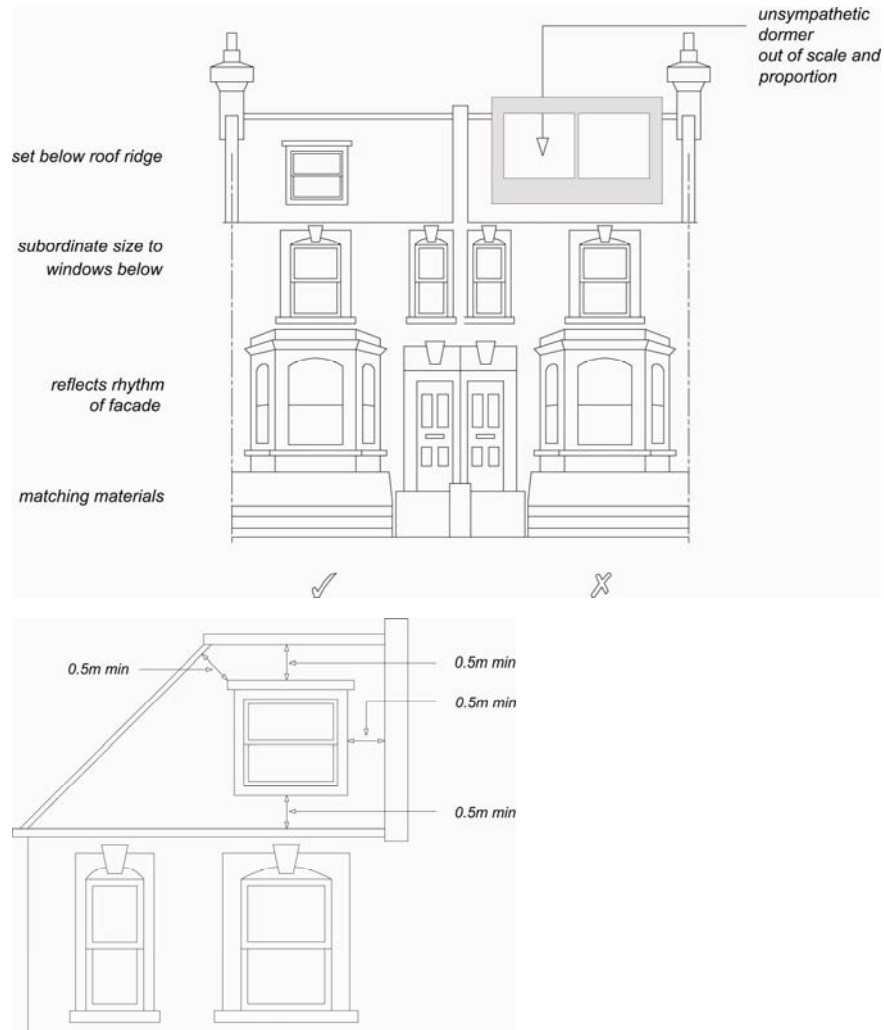 unsympathetic
dormer
out of scale and
proportion
set below roof ridge
subordinate size to
windows below
reflects rhythm
of facade
matching materials
✓ ✗
0.5m min
0.5m min
0.5m min
0.5m min